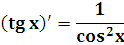 (tg x)′ = 1/cos²x